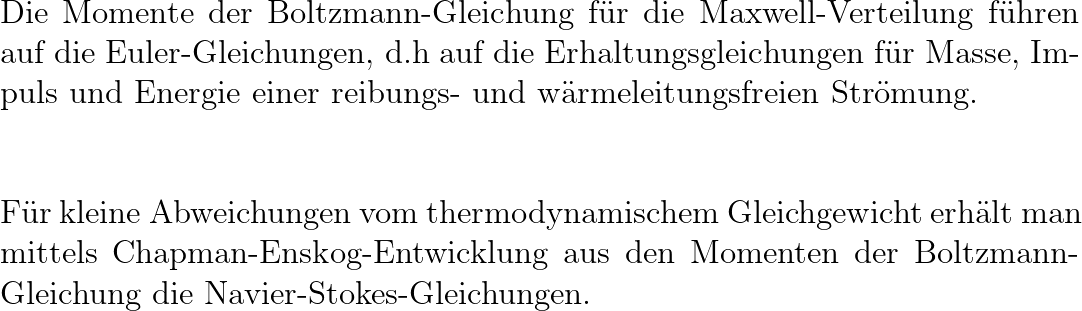 Die Momente der Boltzmann-Gleichung für die Maxwell-Verteilung führen
auf die Euler-Gleichungen, d.h auf die Erhaltungsgleichungen für Masse, Im-
puls und Energie einer reibungs- und wärmeleitungsfreien Strömung.
Für kleine Abweichungen vom thermodynamischem Gleichgewicht erhält man
mittels Chapman-Enskog-Entwicklung aus den Momenten der Boltzmann-
Gleichung die Navier-Stokes-Gleichungen.